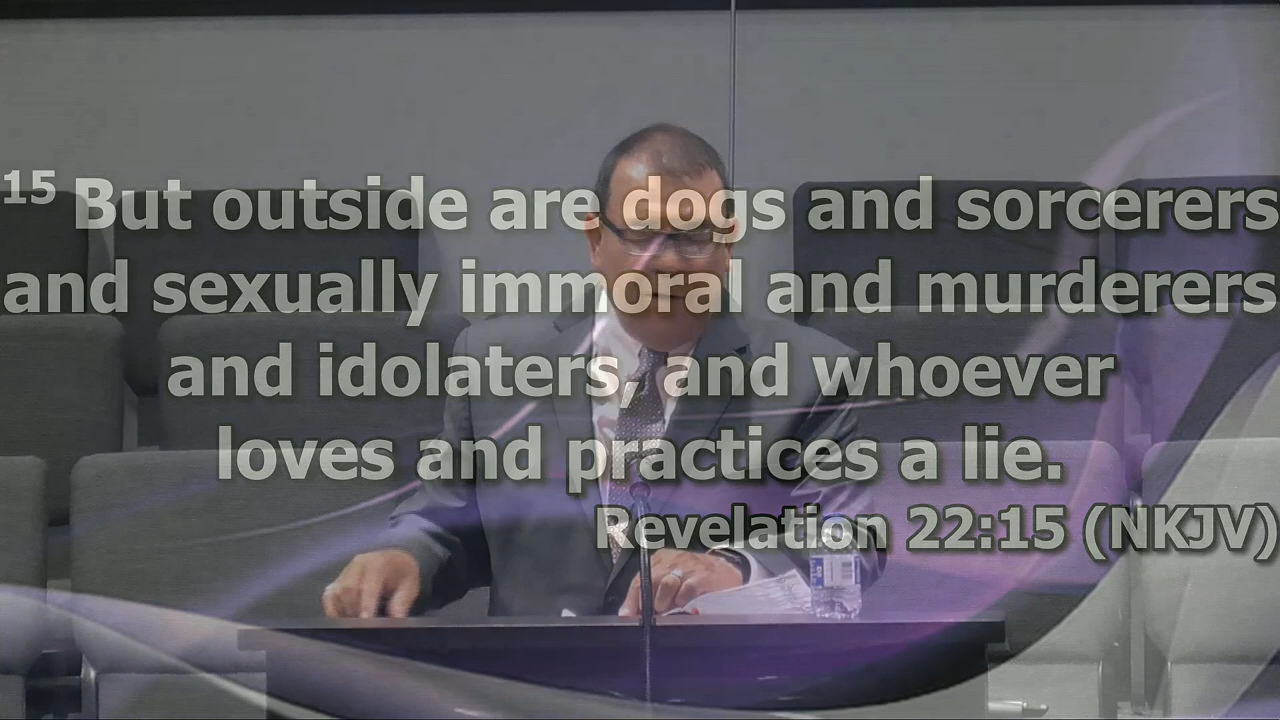 15 But outside are dogs and sorcerers
and sexually immoral and murderers
and idolaters, and whoever
loves and practices a lie.
Revelation 22:15 (NKJV)